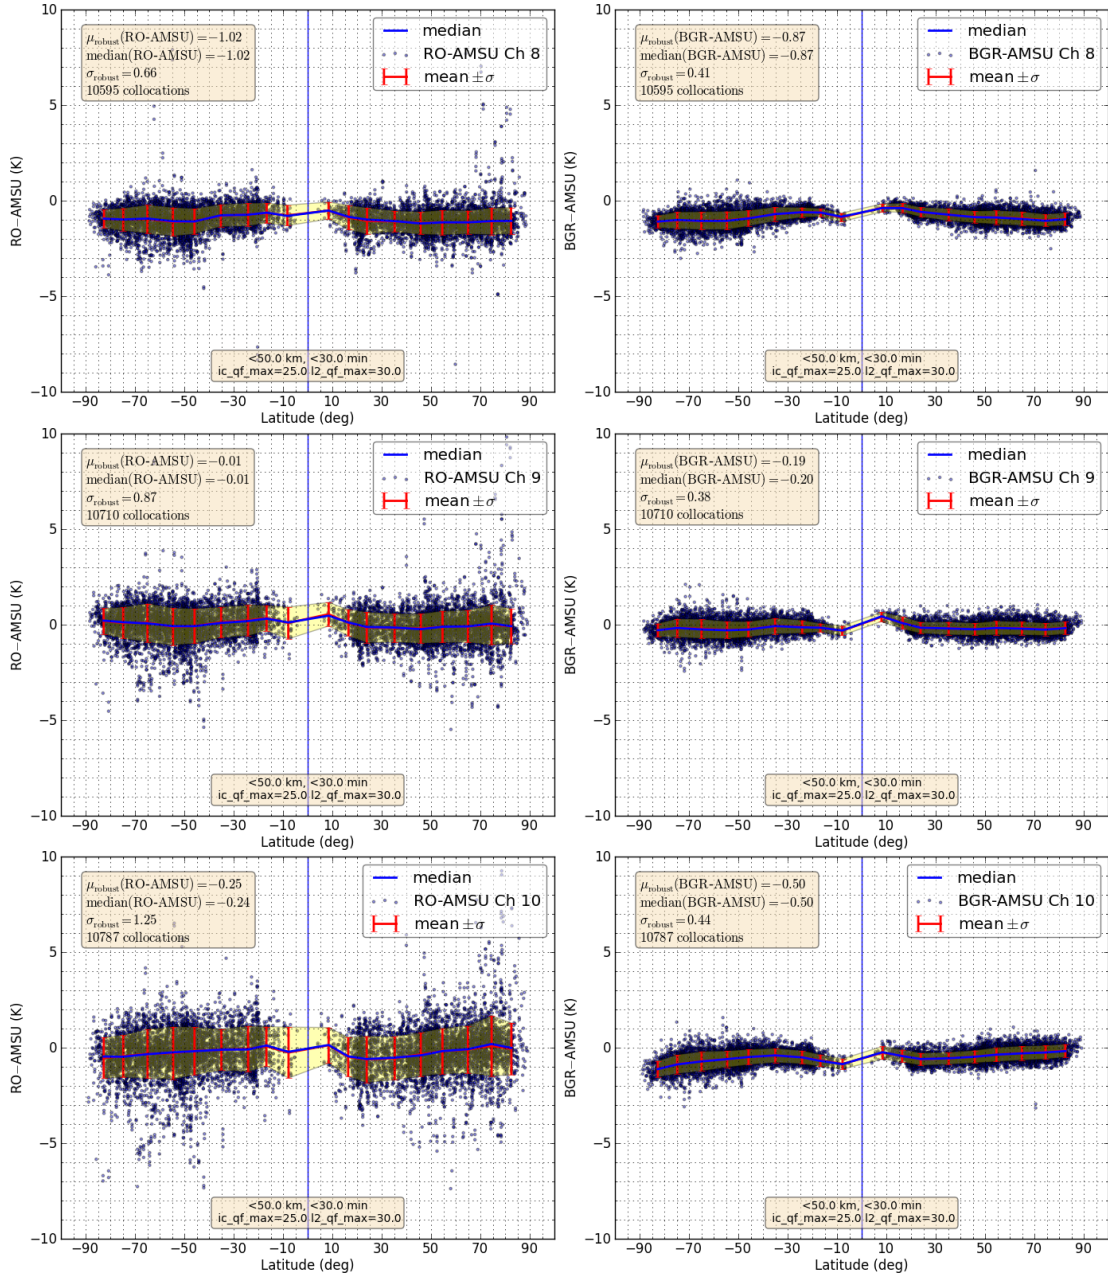 10
5
0
−5
−10
RO−AMSU (K)
μrobust(RO-AMSU) = −1.02
median(RO-AMSU) = −1.02
σrobust = 0.66
10595 collocations
median
RO-AMSU Ch 8
mean ±σ
<50.0 km, <30.0 min
ic_qf_max=25.0 l2_qf_max=30.0
−90 −70 −50 −30 −10 10 30 50 70 90
Latitude (deg)
10
5
0
−5
−10
BGR−AMSU (K)
μrobust(BGR-AMSU) = −0.87
median(BGR-AMSU) = −0.87
σrobust = 0.41
10595 collocations
median
BGR-AMSU Ch 8
mean ±σ
<50.0 km, <30.0 min
ic_qf_max=25.0 l2_qf_max=30.0
−90 −70 −50 −30 −10 10 30 50 70 90
Latitude (deg)
10
5
0
−5
−10
RO−AMSU (K)
μrobust(RO-AMSU) = −0.01
median(RO-AMSU) = −0.01
σrobust = 0.87
10710 collocations
median
RO-AMSU Ch 9
mean ±σ
<50.0 km, <30.0 min
ic_qf_max=25.0 l2_qf_max=30.0
−90 −70 −50 −30 −10 10 30 50 70 90
Latitude (deg)
10
5
0
−5
−10
BGR−AMSU (K)
μrobust(BGR-AMSU) = −0.19
median(BGR-AMSU) = −0.20
σrobust = 0.38
10710 collocations
median
BGR-AMSU Ch 9
mean ±σ
<50.0 km, <30.0 min
ic_qf_max=25.0 l2_qf_max=30.0
−90 −70 −50 −30 −10 10 30 50 70 90
Latitude (deg)
10
5
0
−5
−10
RO−AMSU (K)
μrobust(RO-AMSU) = −0.25
median(RO-AMSU) = −0.24
σrobust = 1.25
10787 collocations
median
RO-AMSU Ch 10
mean ±σ
<50.0 km, <30.0 min
ic_qf_max=25.0 l2_qf_max=30.0
−90 −70 −50 −30 −10 10 30 50 70 90
Latitude (deg)
10
5
0
−5
−10
BGR−AMSU (K)
μrobust(BGR-AMSU) = −0.50
median(BGR-AMSU) = −0.50
σrobust = 0.44
10787 collocations
median
BGR-AMSU Ch 10
mean ±σ
<50.0 km, <30.0 min
ic_qf_max=25.0 l2_qf_max=30.0
−90 −70 −50 −30 −10 10 30 50 70 90
Latitude (deg)